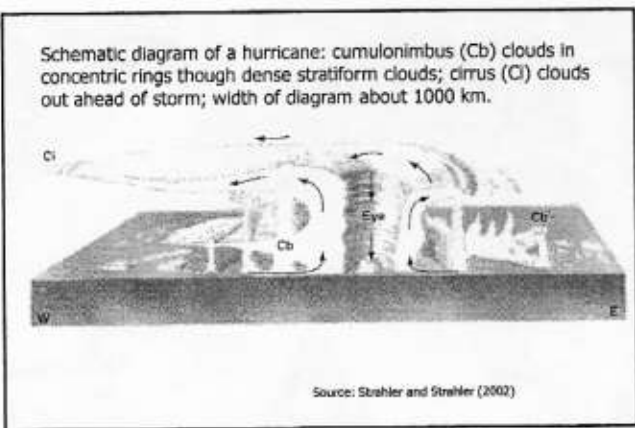 Schematic diagram of a hurricane: cumulonimbus (Cb) clouds in
concentric rings though dense stratiform clouds; cirrus (Ci) clouds
out ahead of storm; width of diagram about 1000 km.
Ci
Eye
Cb
Cb
W
E
Source: Strahler and Strahler (2002)